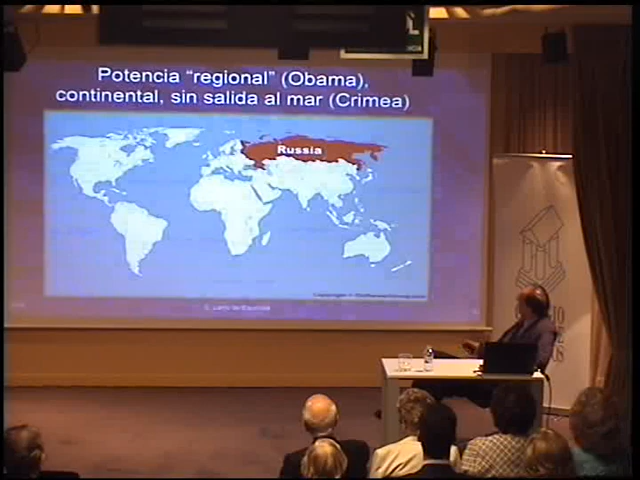 Potencia "regional" (Obama),
continental, sin salida al mar (Crimea)
Russia